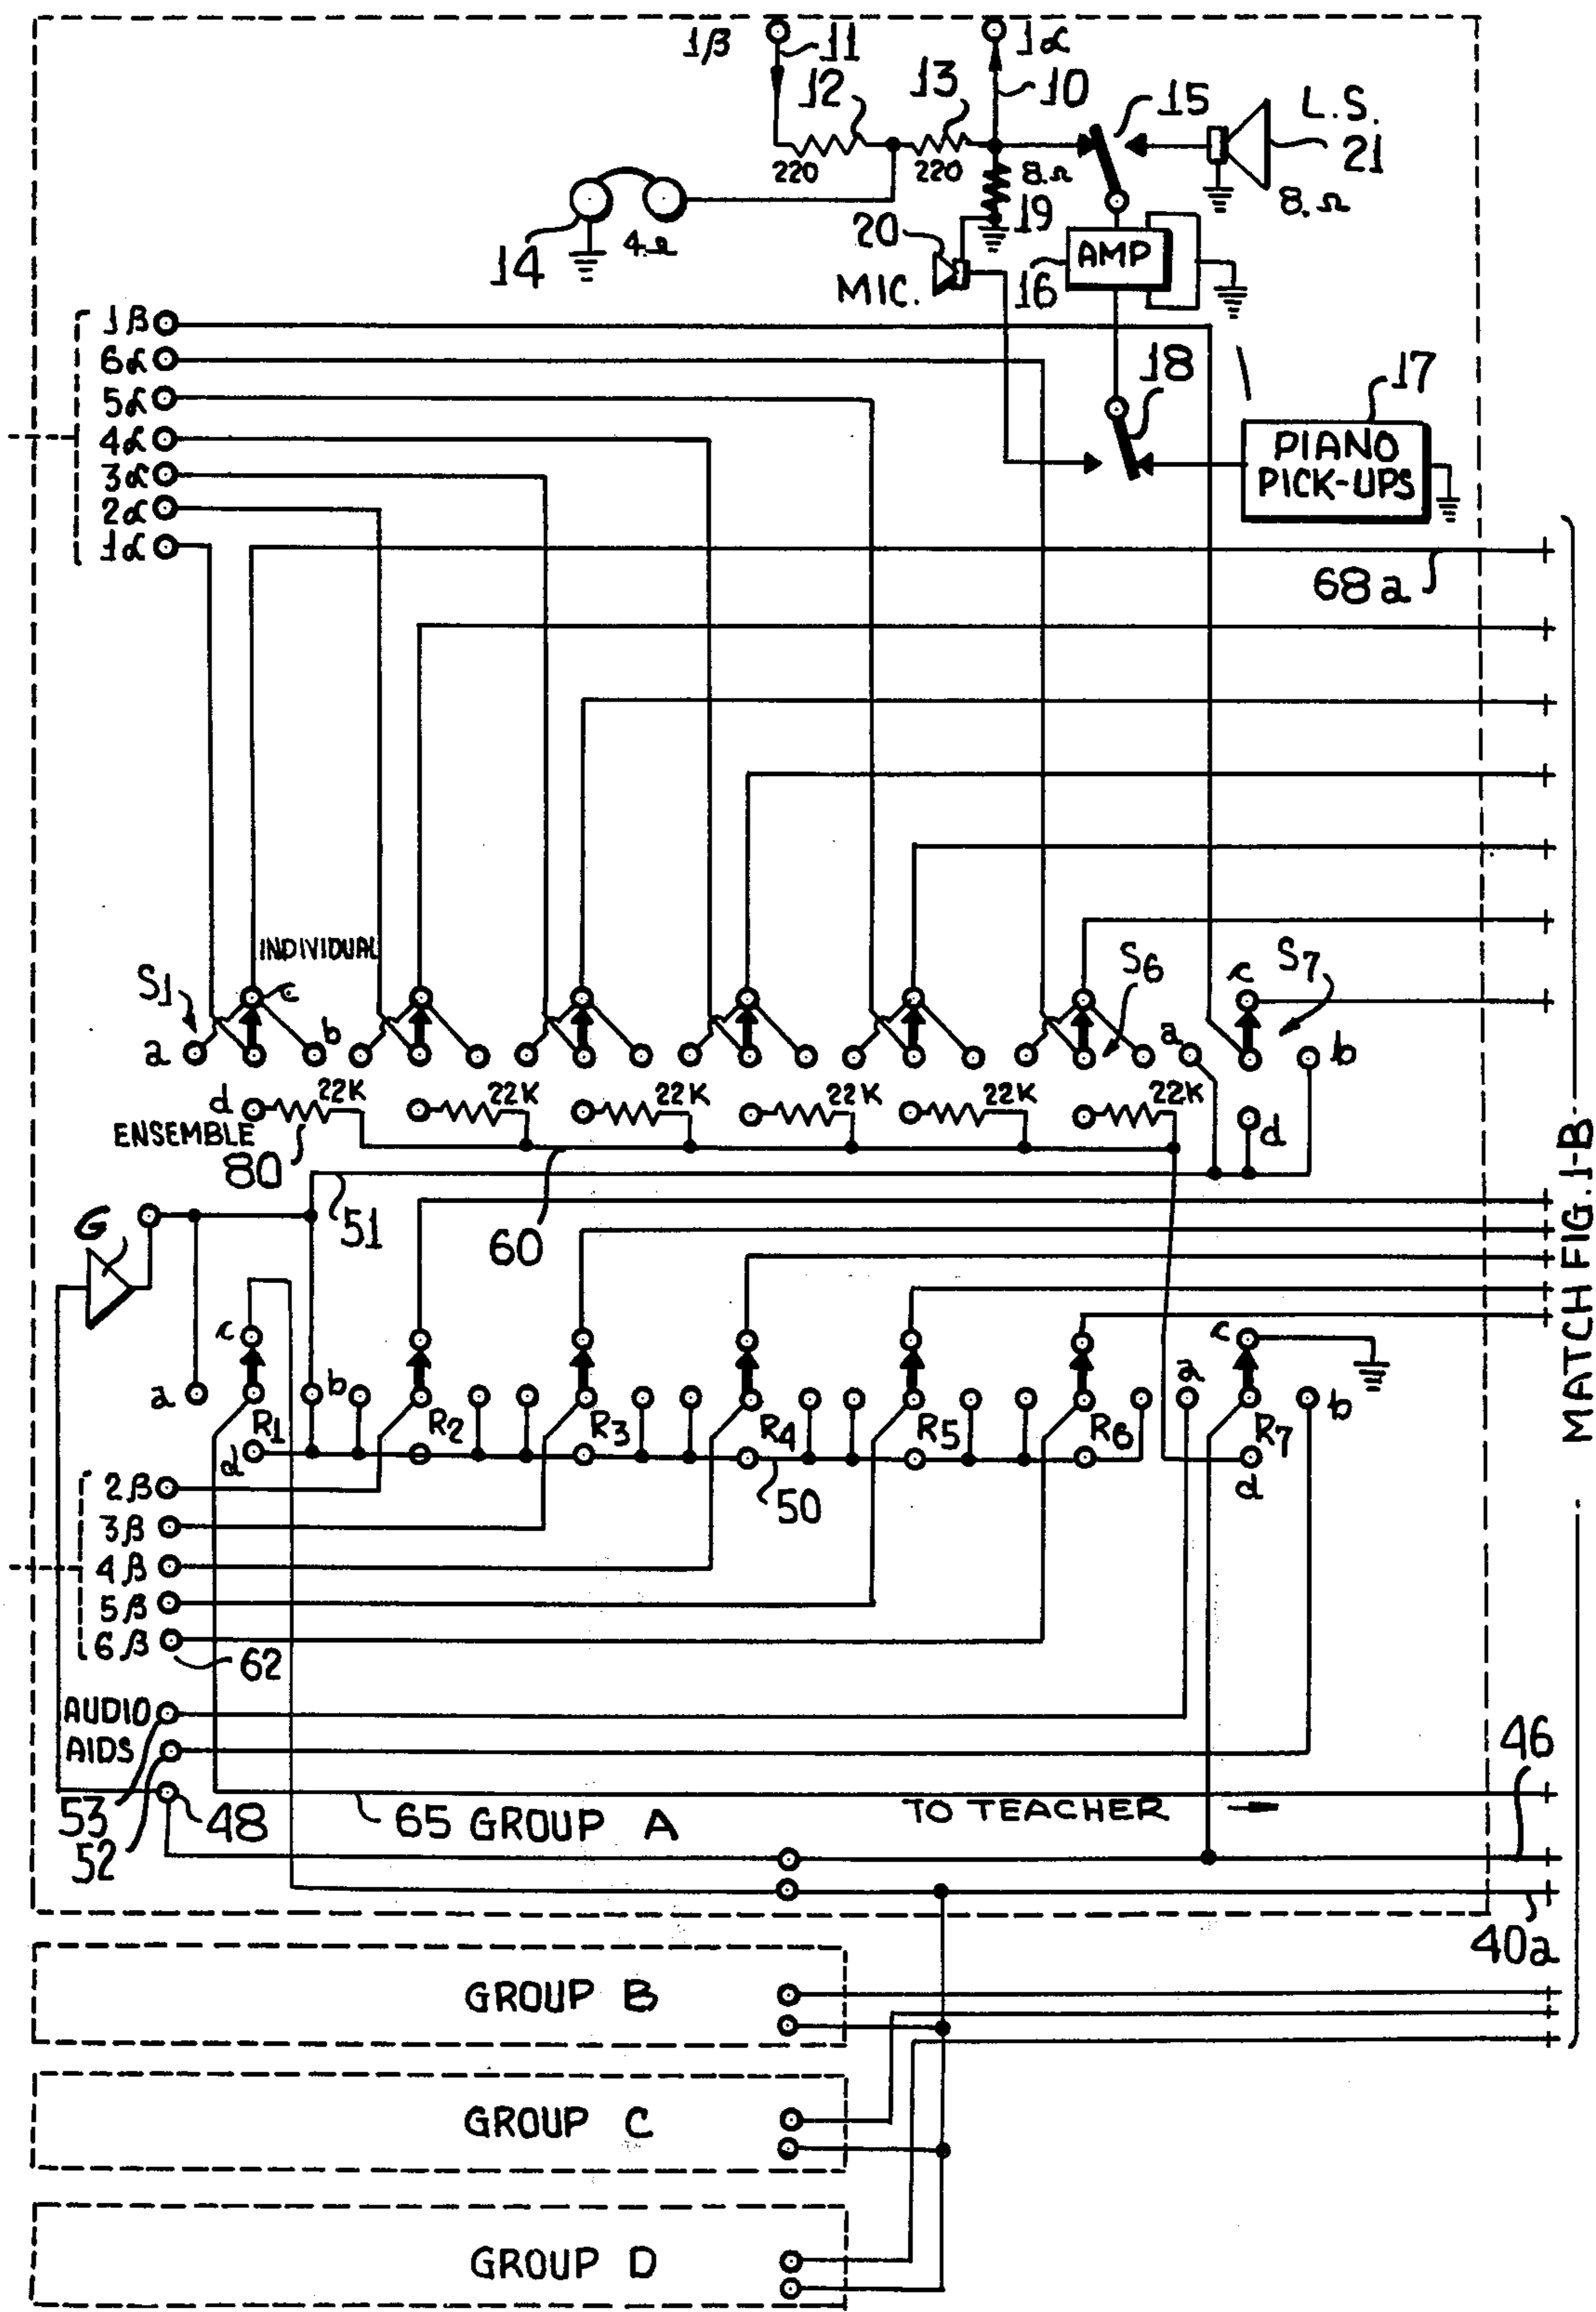 1β 11 1α
12 13 10 15 L.S.
220 220 8Ω 21
14 4Ω 20 19 8Ω
MIC. 16 AMP
1β
6α 18 17
5α
4α PIANO
3α PICK-UPS
2α
1α
68a
INDIVIDUAL
S1 c S6 c S7
a b a b
d 22K 22K 22K 22K 22K 22K
ENSEMBLE d
80
G 51 60
c c
a b a b
R1 R2 R3 R4 R5 R6 R7
d d
2β 50
3β
4β
5β
6β 62
AUDIO
AIDS 46
53 48 65 GROUP A TO TEACHER
52
40a
GROUP B
GROUP C
GROUP D
MATCH FIG. 1-B